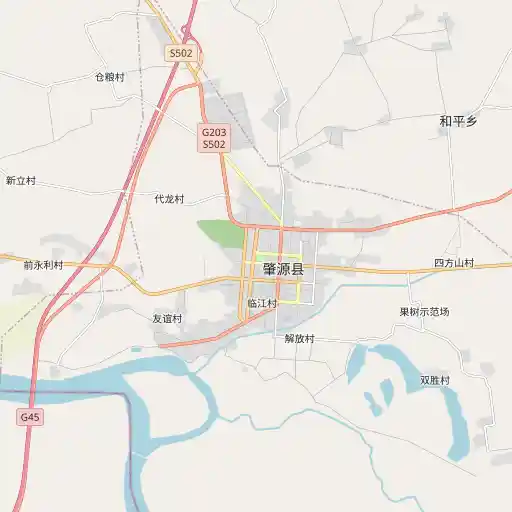 S502
仓粮村
和平乡
G203
S502
新立村
代龙村
前永利村
肇源县
四方山村
临江村
友谊村
果树示范场
解放村
双胜村
G45